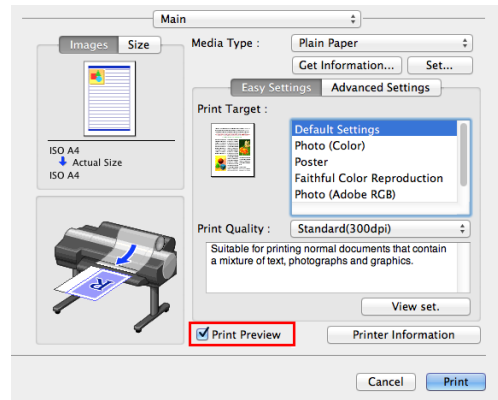 Main
Images Size
ISO A4
Actual Size
ISO A4
Media Type : Plain Paper
Get Information... Set...
Easy Settings Advanced Settings
Print Target :
Default Settings
Photo (Color)
Poster
Faithful Color Reproduction
Photo (Adobe RGB)
Print Quality : Standard(300dpi)
Suitable for printing normal documents that contain
a mixture of text, photographs and graphics.
View set.
Print Preview Printer Information
Cancel Print